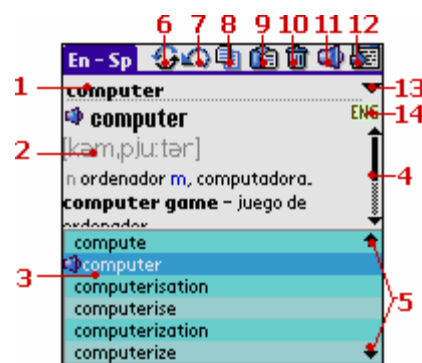 6 7 8 9 10 11 12
En - Sp
1 computer 13
computer ENG 14
2 [kəm,pju:tər]
n ordenador m, computadora. 4
computer game - juego de
ordenador
compute
3 computer
computerisation 5
computerise
computerization
computerize